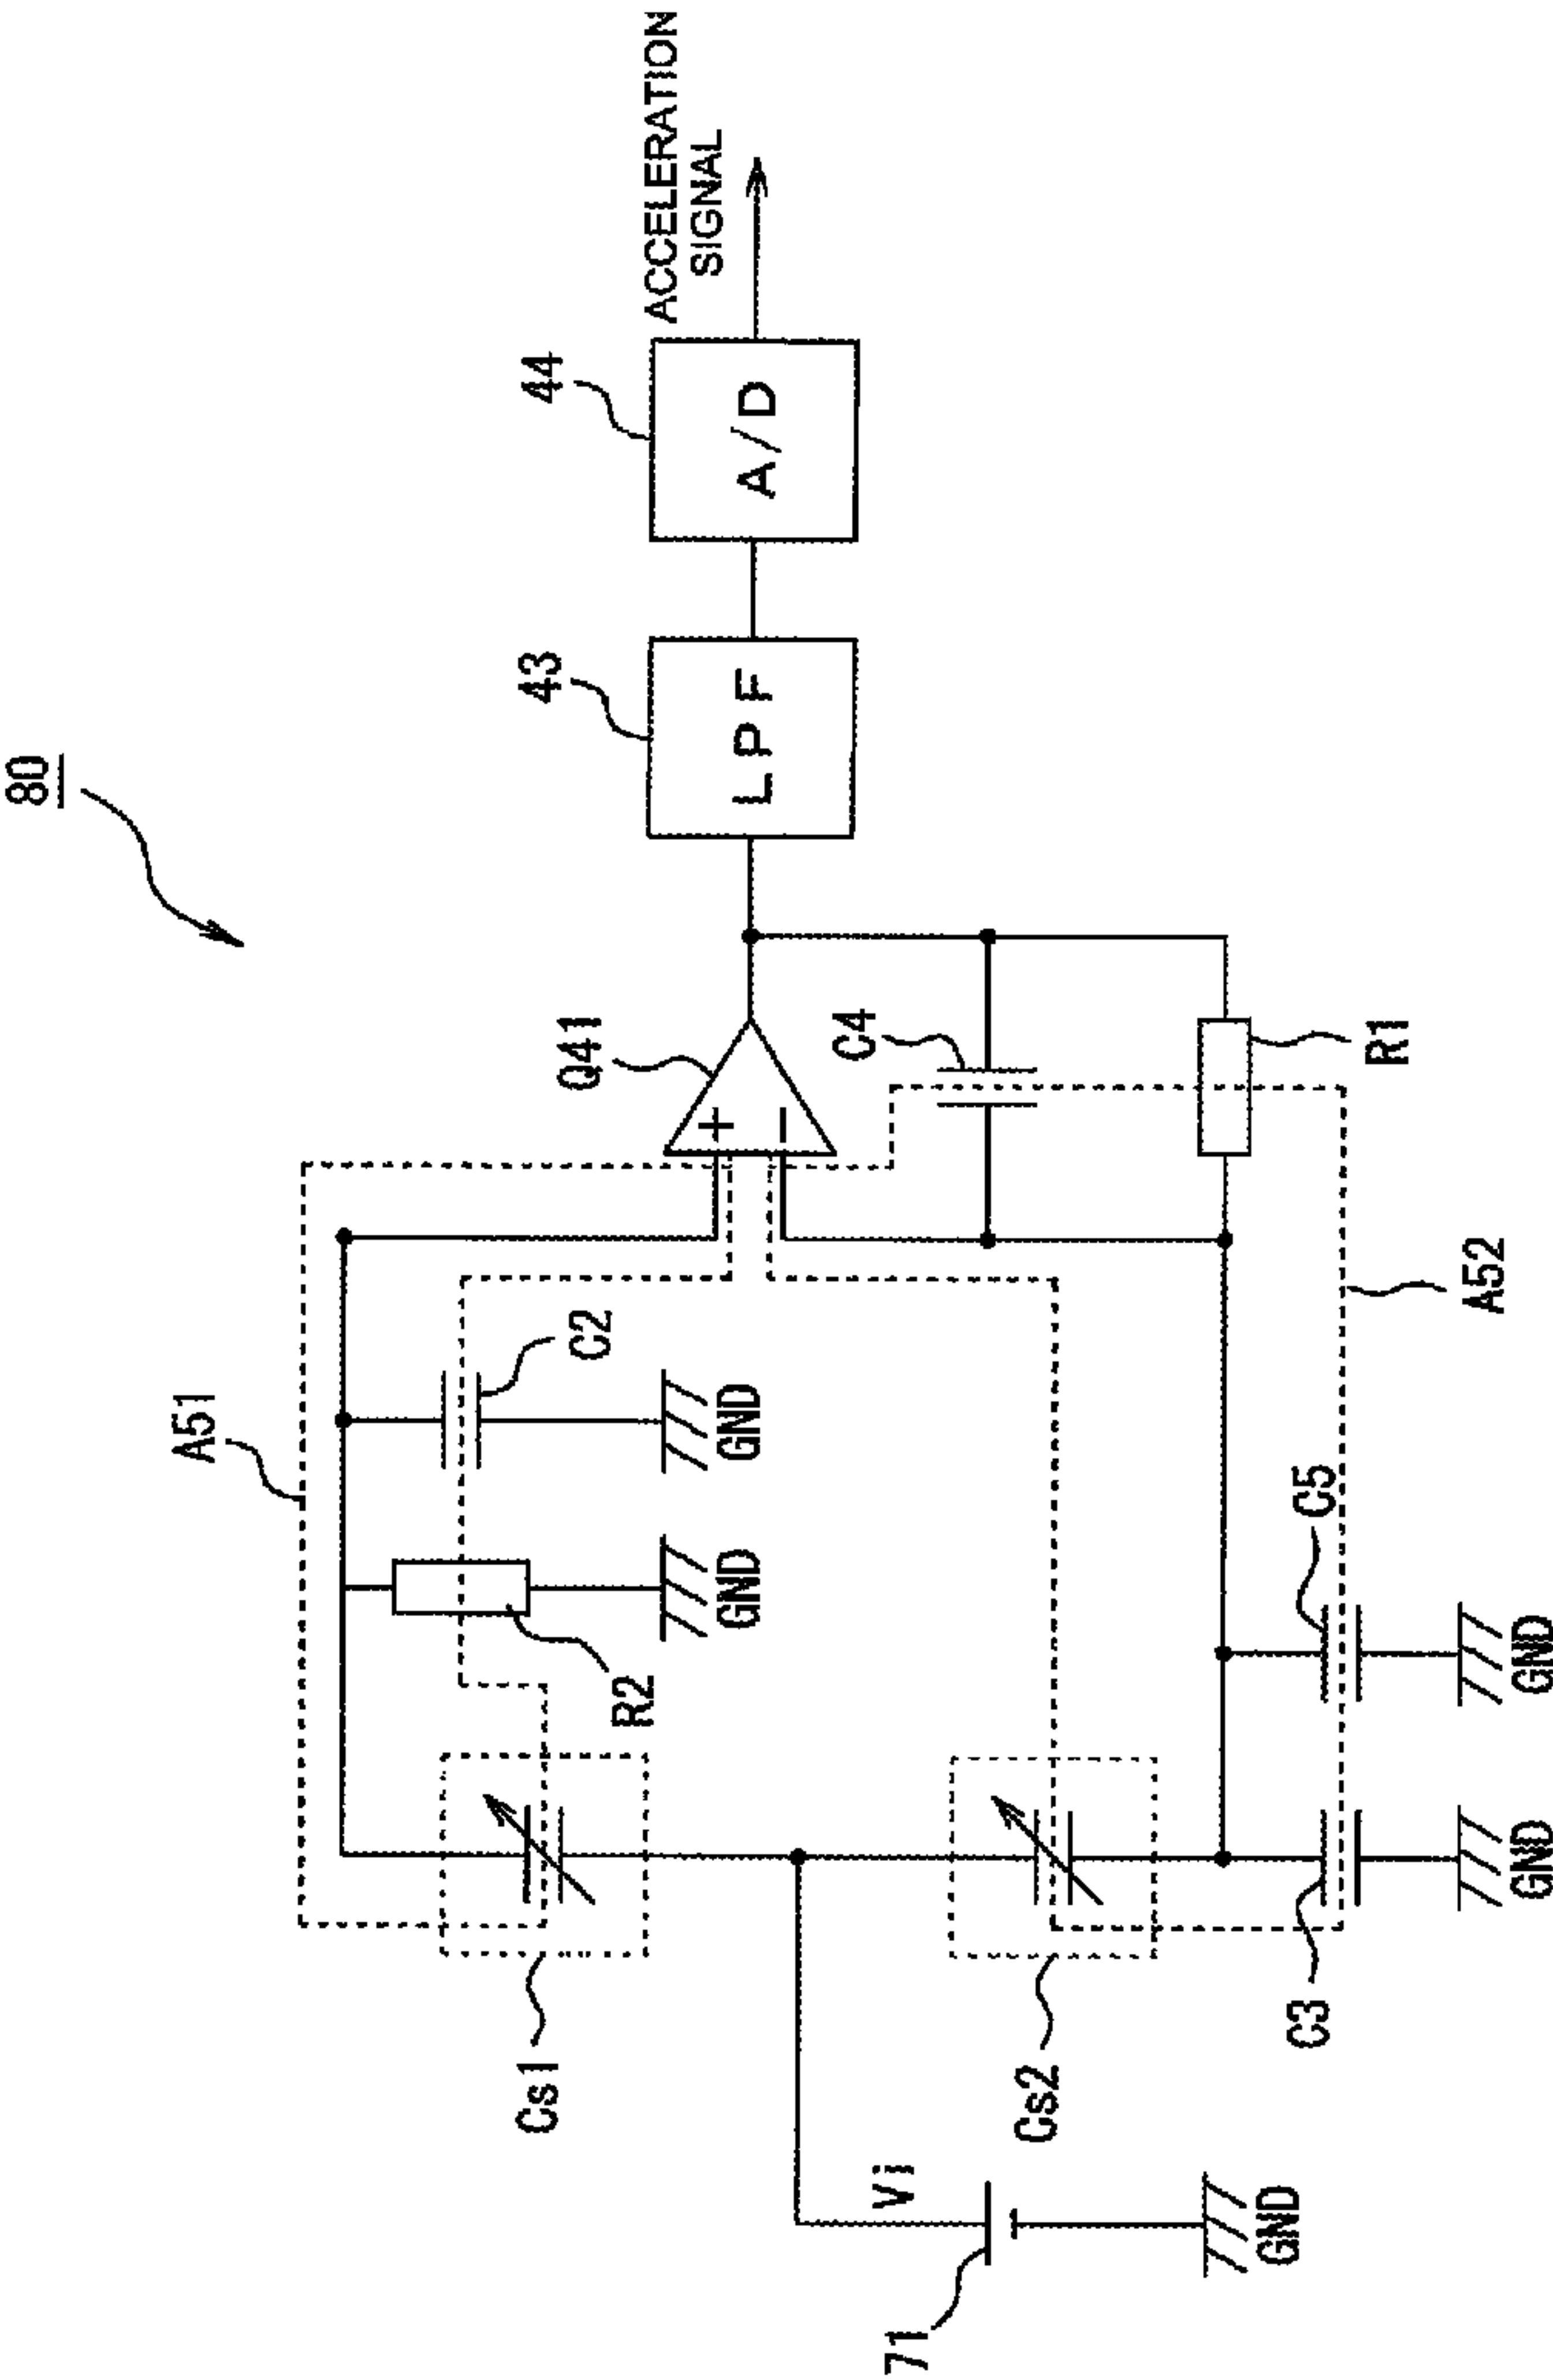 80
ACCELERATION
SIGNAL
44
A/D
43
LPF
Q41
+
−
C4
R1
A51
C2
GND
R2
GND
A52
C5
GND
C3
GND
Cs1
Cs2
Vi
71
GND